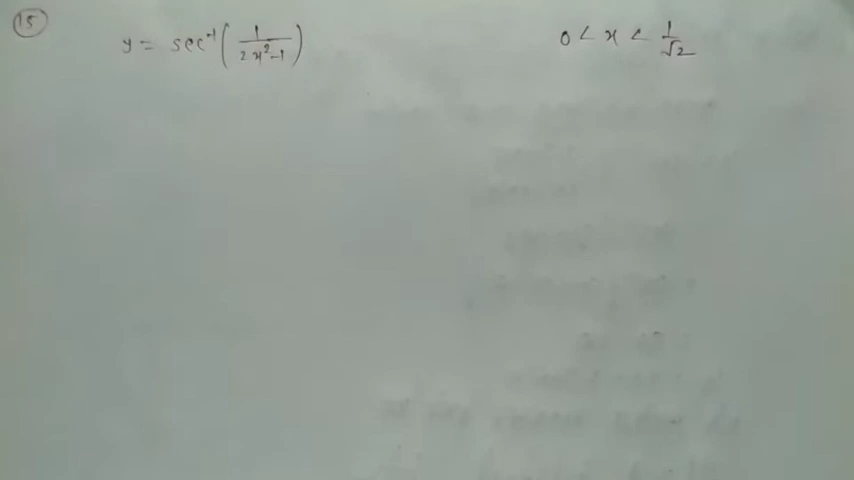 15
y = sec⁻¹(1/(2x²-1))    0 < x < 1/√2